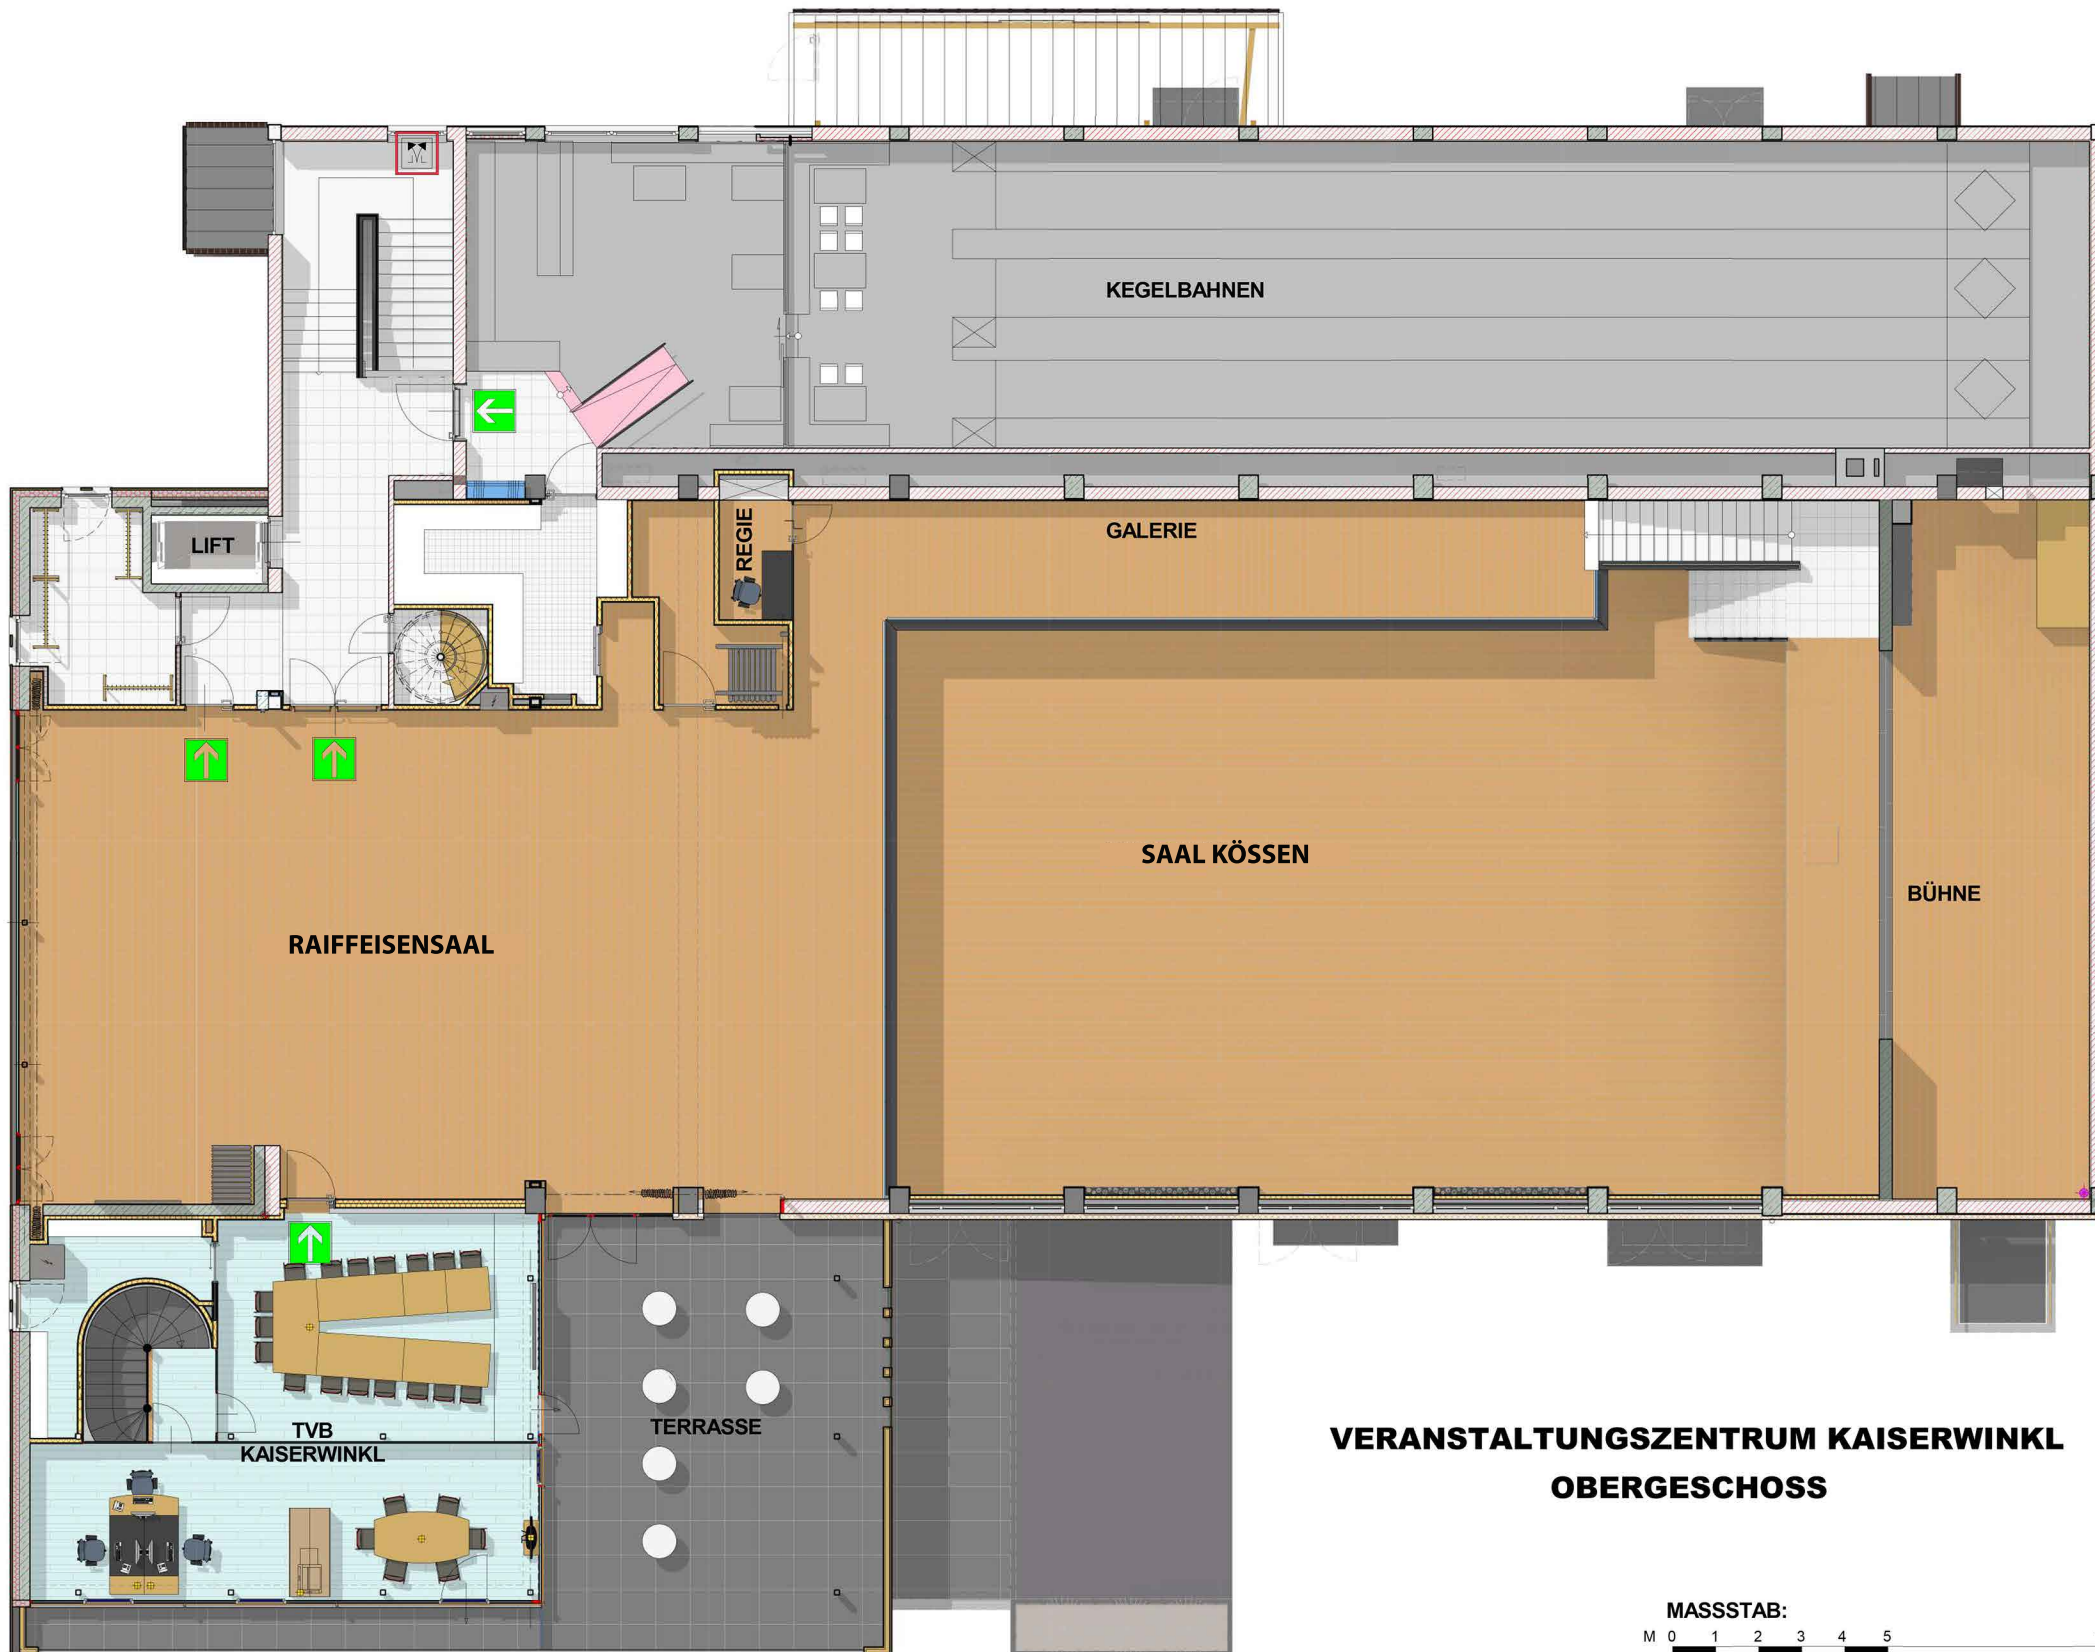 KEGELBAHNEN
GALERIE
REGIE
LIFT
SAAL KÖSSEN
BÜHNE
RAIFFEISENSAAL
TVB
KAISERWINKL
TERRASSE
VERANSTALTUNGSZENTRUM KAISERWINKL
OBERGESCHOSS
MASSSTAB:
M 0 1 2 3 4 5